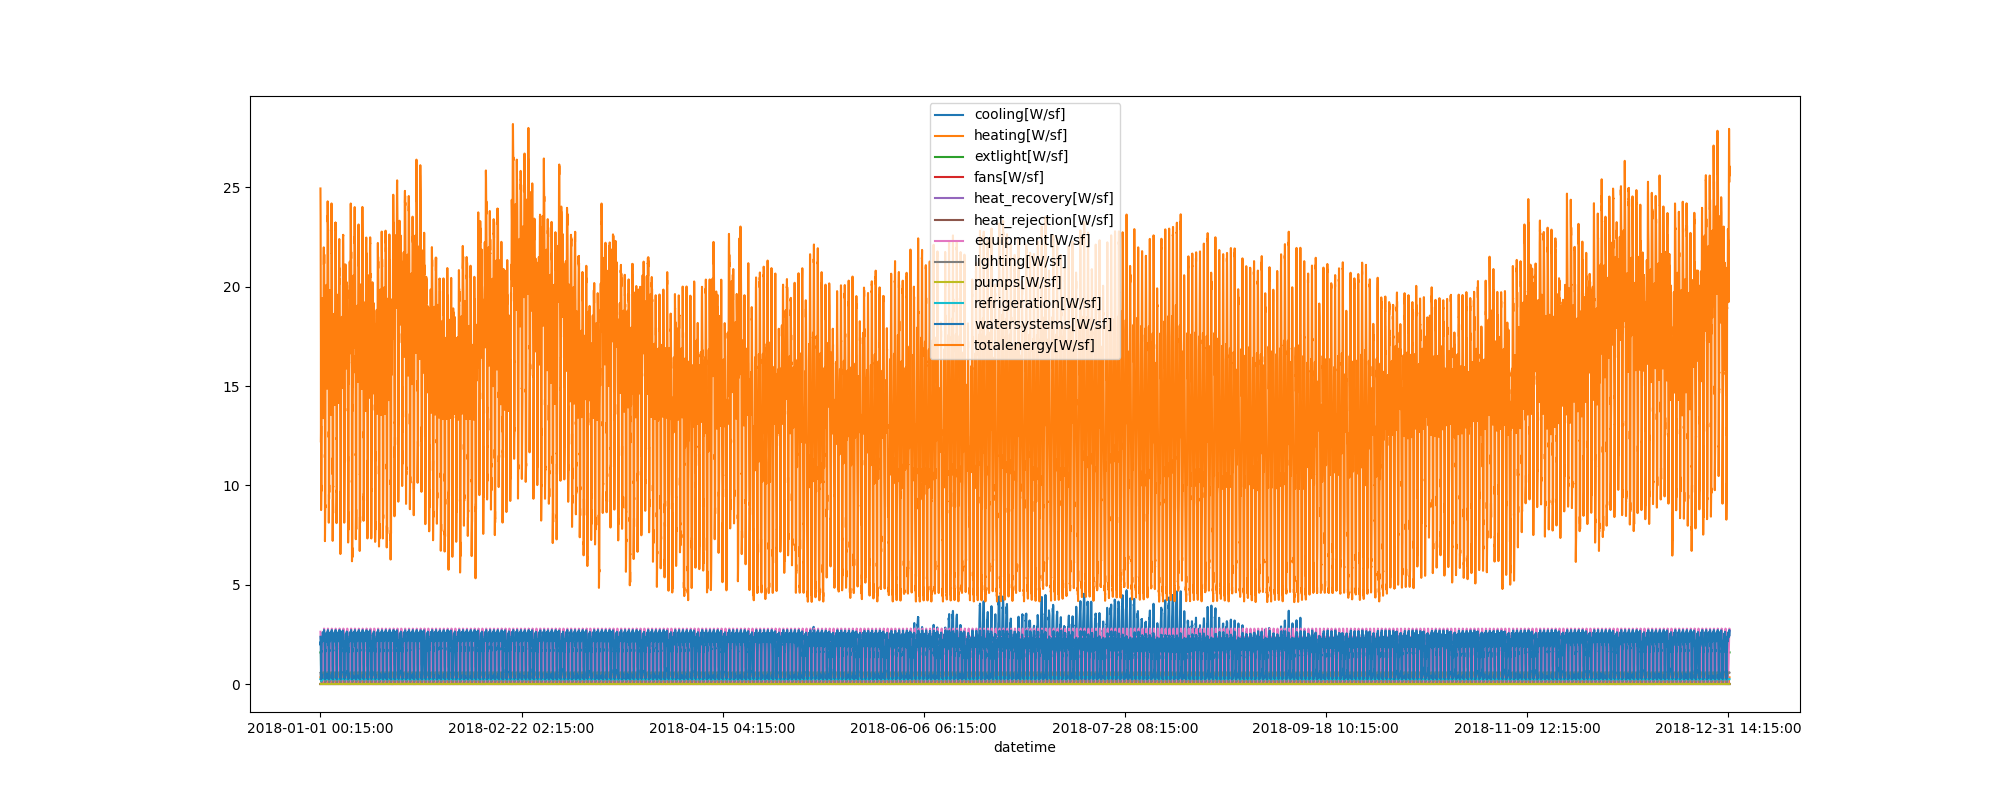 cooling[W/sf]
heating[W/sf]
extlight[W/sf]
fans[W/sf]
heat_recovery[W/sf]
heat_rejection[W/sf]
equipment[W/sf]
lighting[W/sf]
pumps[W/sf]
refrigeration[W/sf]
watersystems[W/sf]
totalenergy[W/sf]
25
20
15
10
5
0
2018-01-01 00:15:00 2018-02-22 02:15:00 2018-04-15 04:15:00 2018-06-06 06:15:00 2018-07-28 08:15:00 2018-09-18 10:15:00 2018-11-09 12:15:00 2018-12-31 14:15:00
datetime